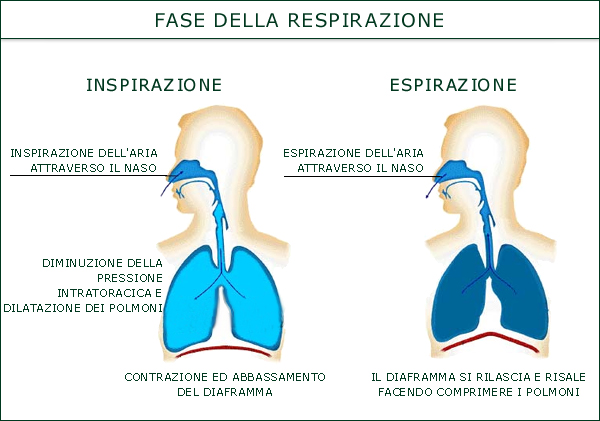 FASE DELLA RESPIRAZIONE
INSPIRAZIONE
INSPIRAZIONE DELL'ARIA
ATTRAVERSO IL NASO
DIMINUZIONE DELLA
PRESSIONE
INTRATORACICA E
DILATAZIONE DEI POLMONI
CONTRAZIONE ED ABBASSAMENTO
DEL DIAFRAMMA
ESPIRAZIONE
ESPIRAZIONE DELL'ARIA
ATTRAVERSO IL NASO
IL DIAFRAMMA SI RILASCIA E RISALE
FACENDO COMPRIMERE I POLMONI